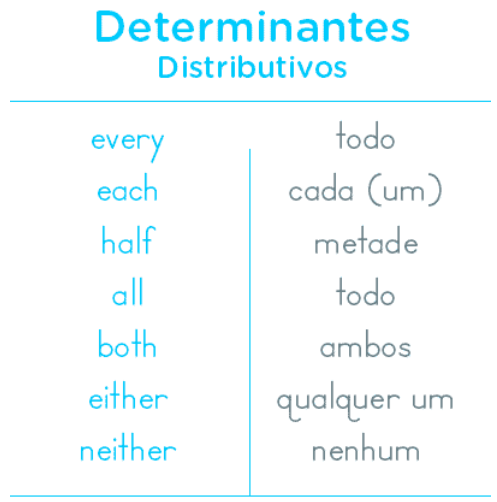 Determinantes
Distributivos
every todo
each cada (um)
half metade
all todo
both ambos
either qualquer um
neither nenhum